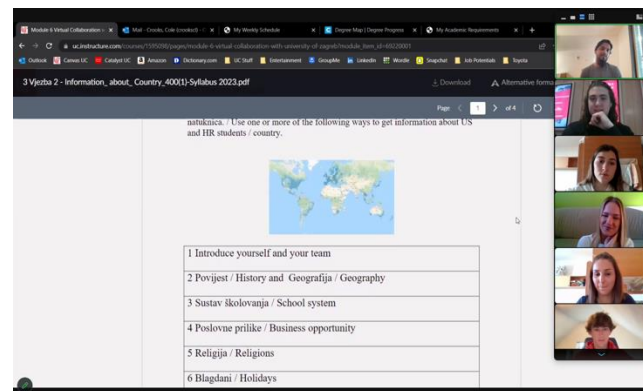 Module 6 Virtual Collaboration
Mail - Crooks, Cole (crookscl) - O
My Weekly Schedule
Degree Map | Degree Progress
My Academic Requirements
uc.instructure.com/courses/1595098/pages/module-6-virtual-collaboration-with-university-of-zagreb?module_item_id=69220001
Outlook
Canvas UC
Catalyst UC
Amazon
Dictionary.com
UC Stuff
Entertainment
GroupMe
LinkedIn
Wordle
Snapchat
Job Potentials
Toyota
3 Vjezba 2 - Information_about_Country_400(1)-Syllabus 2023.pdf
Download
Alternative forma
Page < 1 > of 4
natuknica. / Use one or more of the following ways to get information about US
and HR students / country.
1 Introduce yourself and your team
2 Povijest / History and Geografija / Geography
3 Sustav školovanja / School system
4 Poslovne prilike / Business opportunity
5 Religija / Religions
6 Blagdani / Holidays